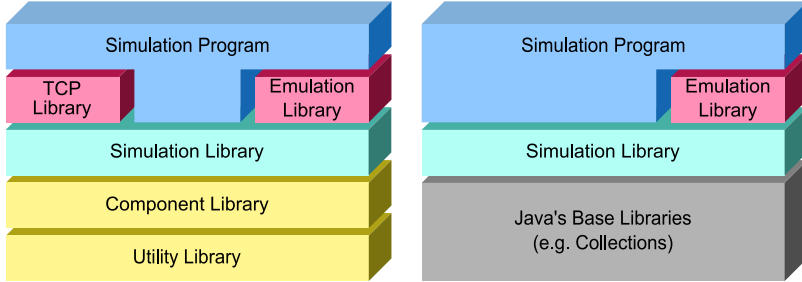 Simulation Program
TCP
Library
Emulation
Library
Simulation Library
Component Library
Utility Library
Simulation Program
Emulation
Library
Simulation Library
Java's Base Libraries
(e.g. Collections)